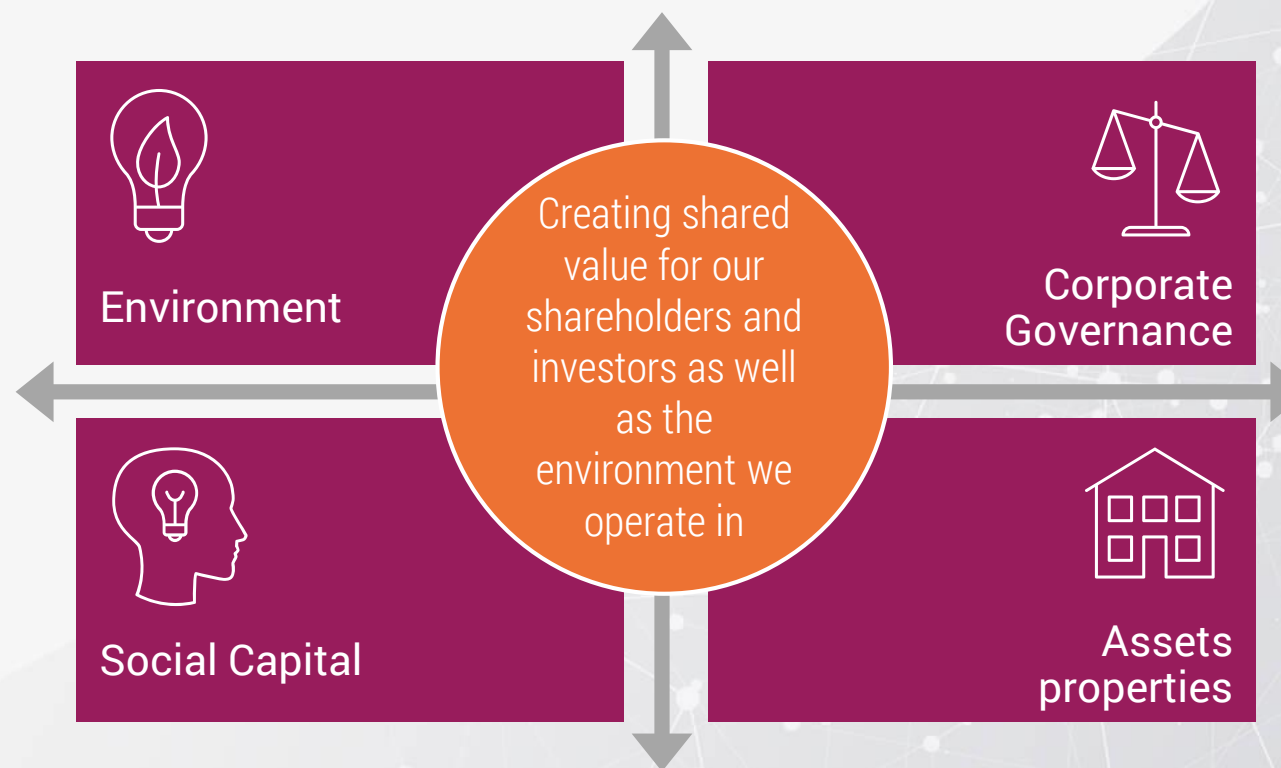 Environment
Corporate
Governance
Creating shared
value for our
shareholders and
investors as well
as the
environment we
operate in
Social Capital
Assets
properties